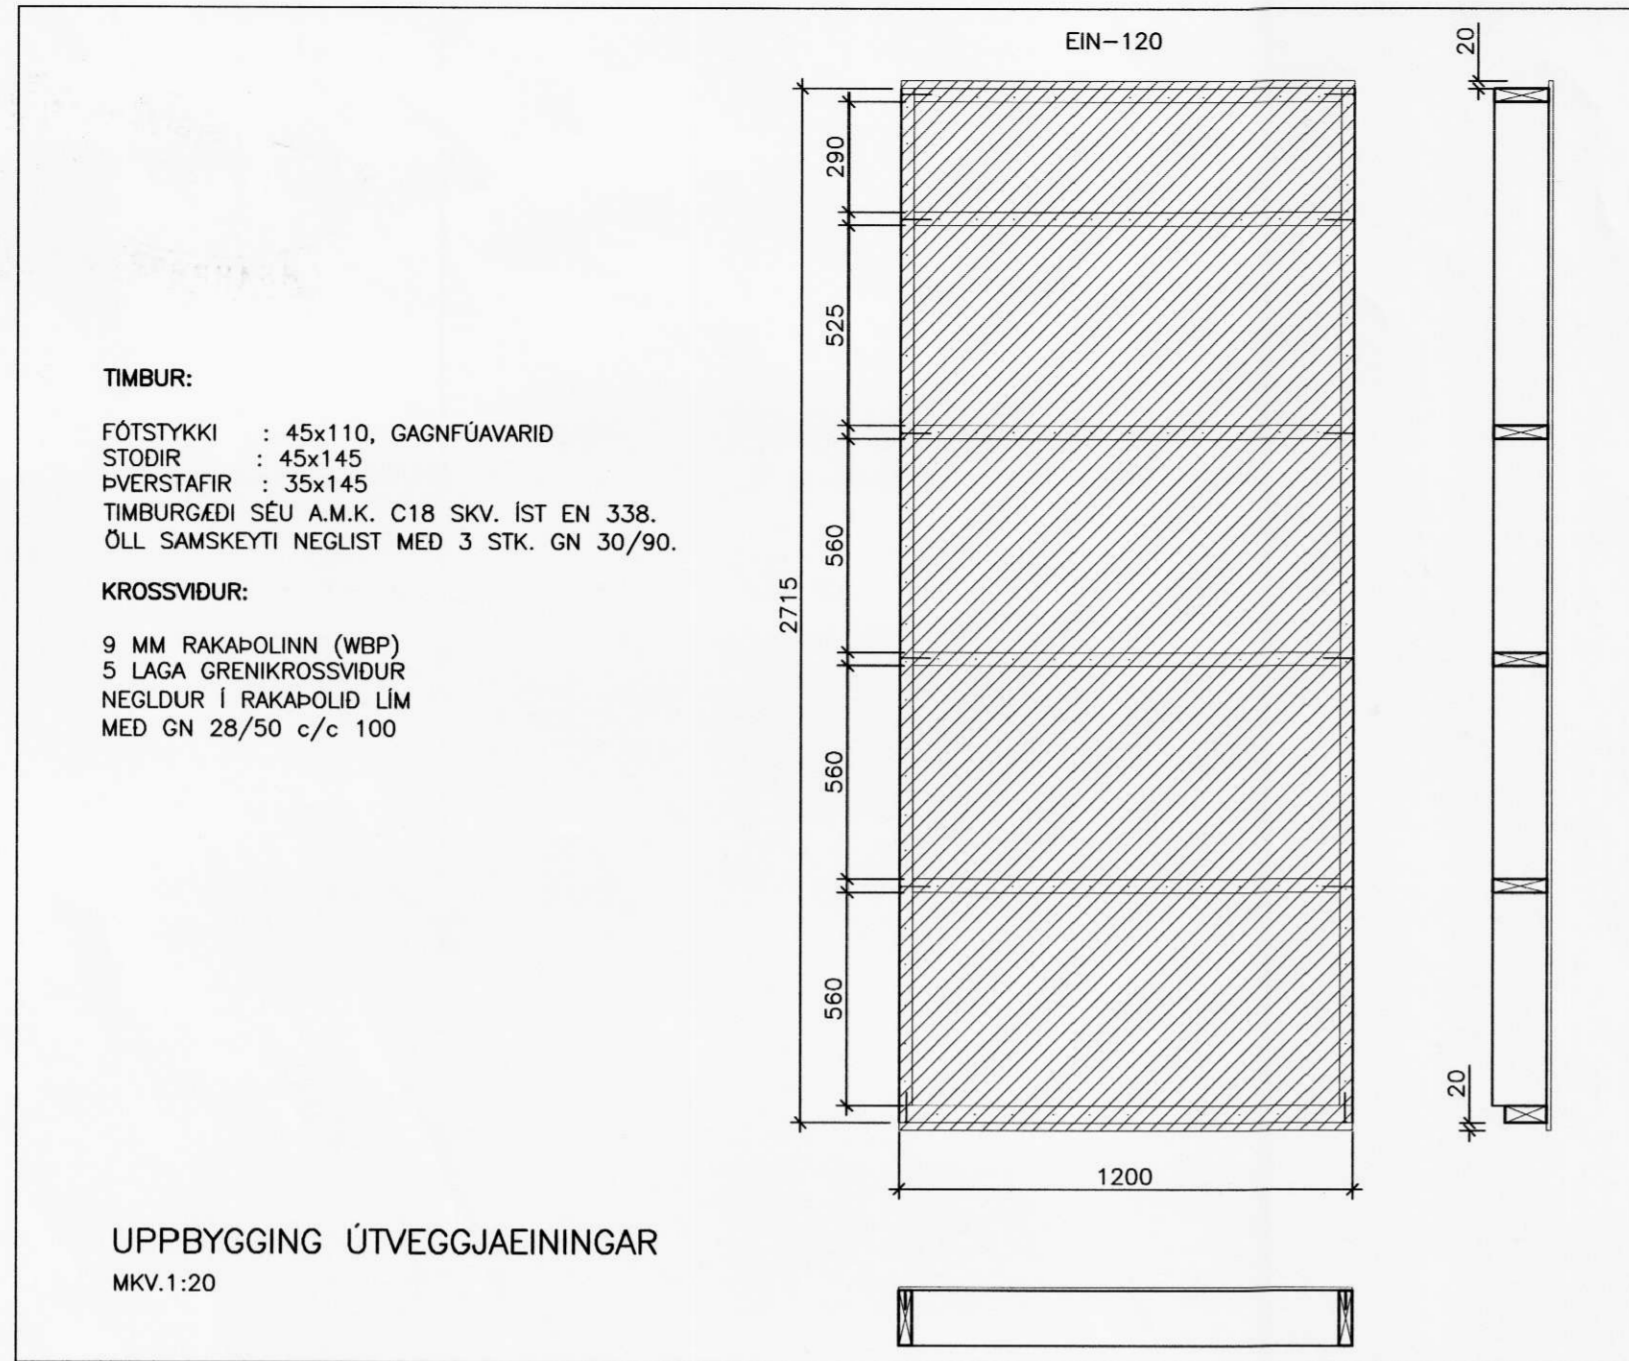 EIN-120
20
290
525
TIMBUR:
FÓTSTYKKI : 45x110, GAGNFÚAVARIÐ
STOÐIR : 45x145
ÞVERSTAFIR : 35x145
TIMBURGÆÐI SÉU A.M.K. C18 SKV. ÍST EN 338.
ÖLL SAMSKEYTI NEGLIST MEÐ 3 STK. GN 30/90.
560
2715
KROSSVIÐUR:
9 MM RAKAÞOLINN (WBP)
5 LAGA GRENIKROSSVIÐUR
NEGLDUR Í RAKAÞOLIÐ LÍM
MEÐ GN 28/50 c/c 100
560
560
20
1200
UPPBYGGING ÚTVEGGJAEININGAR
MKV.1:20